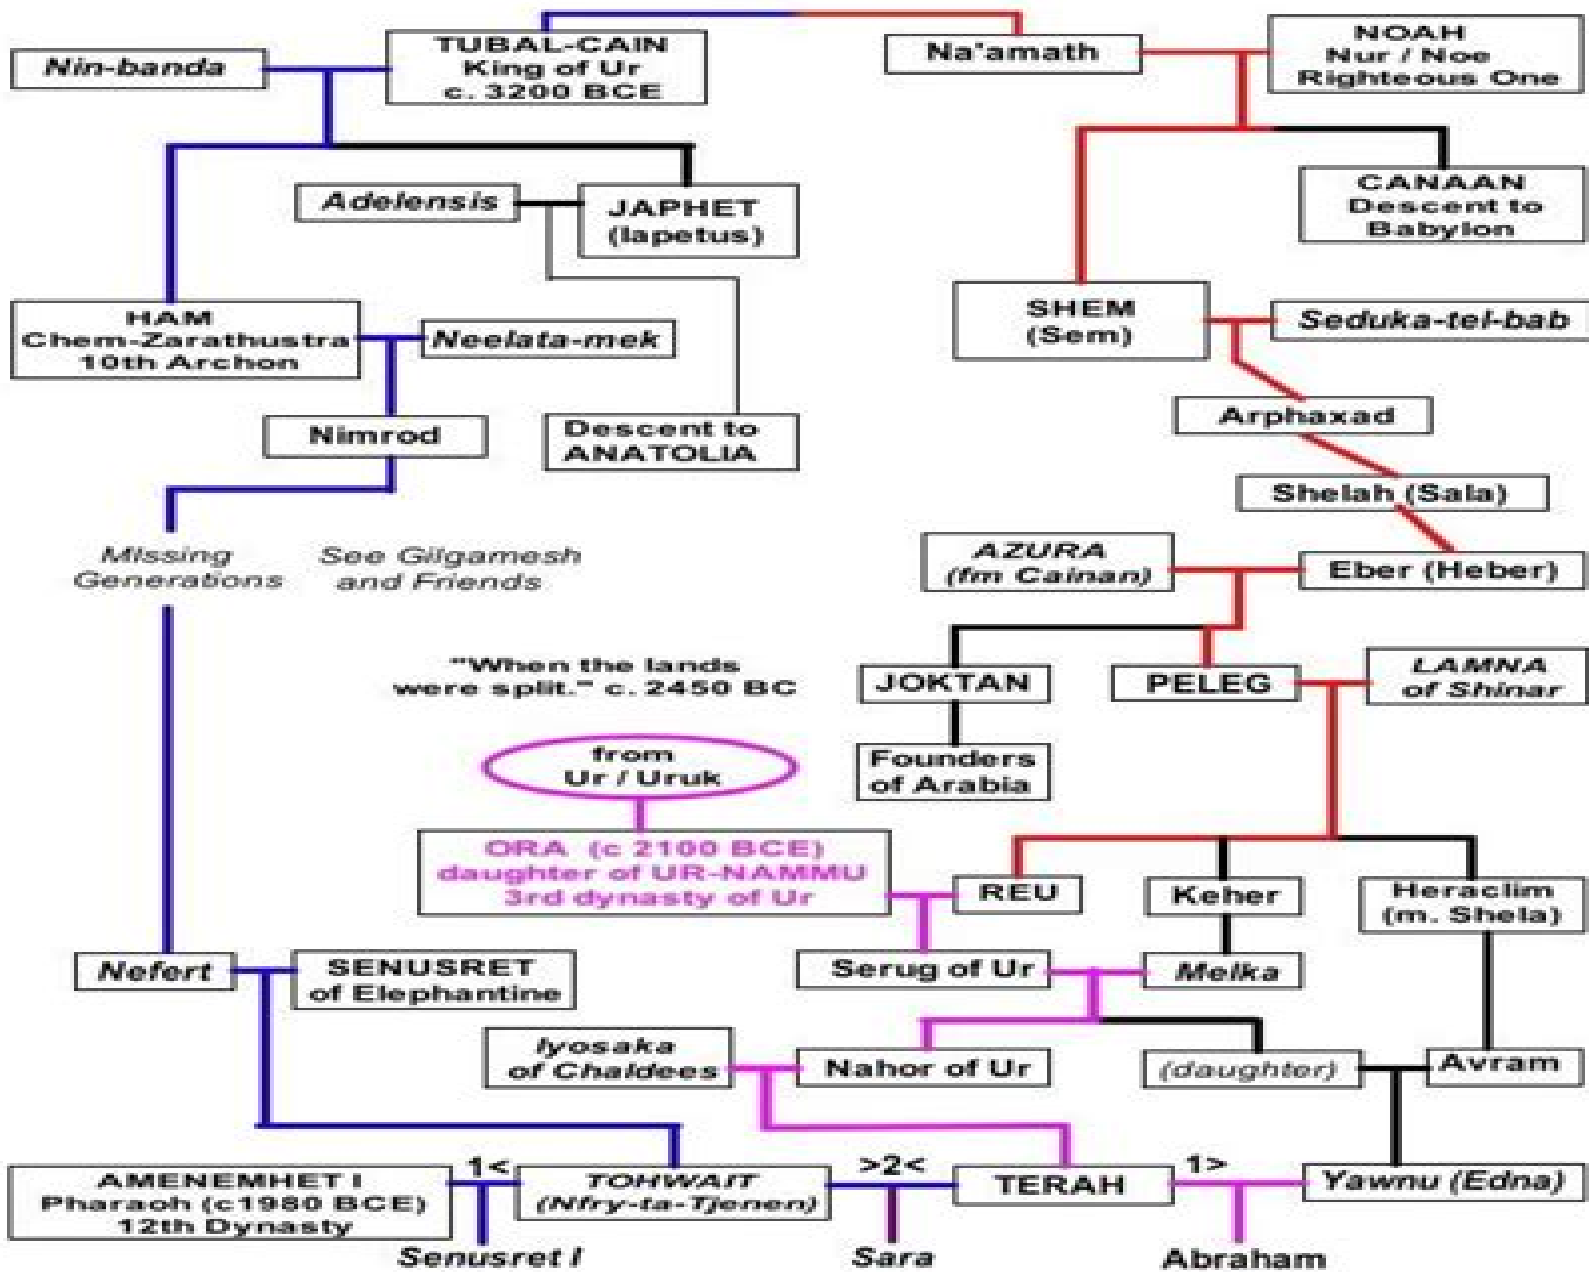 Nin-banda
TUBAL-CAIN
King of Ur
c. 3200 BCE
Na'amath
NOAH
Nur / Noe
Righteous One
Adelensis
JAPHET
(Iapetus)
CANAAN
Descent to
Babylon
HAM
Chem-Zarathustra
10th Archon
Neelata-mek
SHEM
(Sem)
Seduka-tel-bab
Nimrod
Descent to
ANATOLIA
Arphaxad
Shelah (Sala)
Missing
Generations
See Gilgamesh
and Friends
AZURA
(fm Cainan)
Eber (Heber)
"When the lands
were split." c. 2450 BC
JOKTAN
PELEG
LAMNA
of Shinar
from
Ur / Uruk
Founders
of Arabia
ORA (c 2100 BCE)
daughter of UR-NAMMU
3rd dynasty of Ur
REU
Keher
Heraclim
(m. Shela)
Nefert
SENUSRET
of Elephantine
Serug of Ur
Melka
Iyosaka
of Chaldees
Nahor of Ur
(daughter)
Avram
AMENEMHET I
Pharaoh (c1980 BCE)
12th Dynasty
1<
TOHWAIT
(Nfry-ta-Tjenen)
>2<
TERAH
1>
Yawnu (Edna)
Senusret I
Sara
Abraham